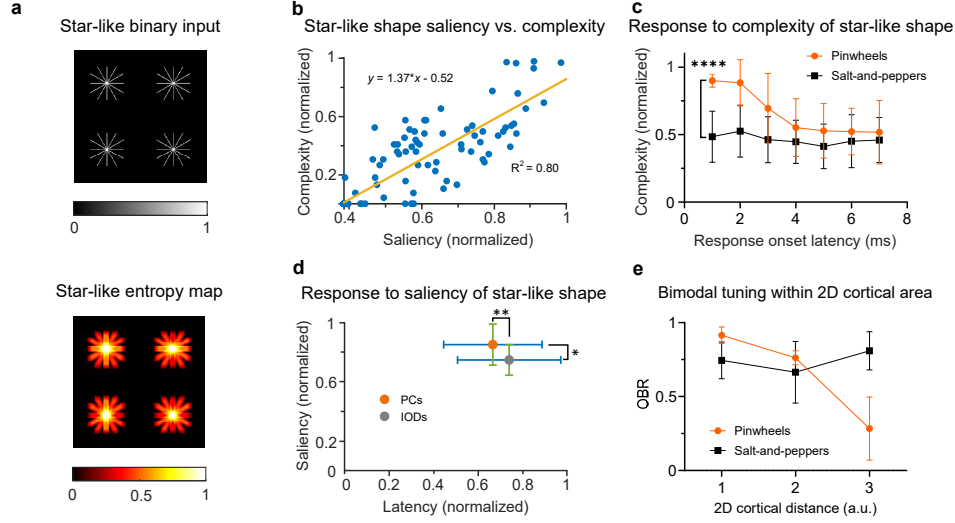 a
Star-like binary input
0 1
Star-like entropy map
0 0.5 1
b
Star-like shape saliency vs. complexity
Complexity (normalized)
1
0.6
0.2
y = 1.37*x - 0.52
R² = 0.80
0.4 0.6 0.8 1
Saliency (normalized)
c
Response to complexity of star-like shape
Complexity (normalized)
1
0.5
0
****
Pinwheels
Salt-and-peppers
0 2 4 6 8
Response onset latency (ms)
d
Response to saliency of star-like shape
Saliency (normalized)
1
0.6
0.2
0
**
*
PCs
IODs
0 0.2 0.4 0.6 0.8 1
Latency (normalized)
e
Bimodal tuning within 2D cortical area
OBR
1
0.5
0
Pinwheels
Salt-and-peppers
1 2 3
2D cortical distance (a.u.)